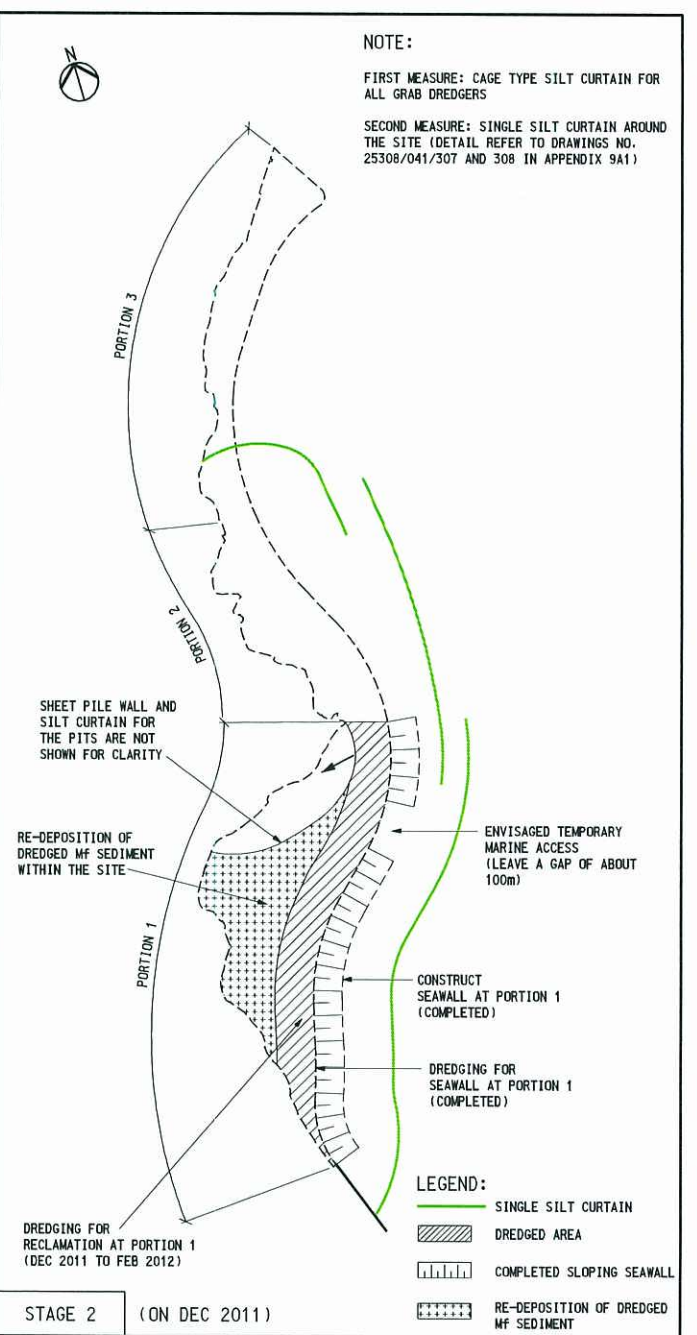 N
NOTE:
FIRST MEASURE: CAGE TYPE SILT CURTAIN FOR
ALL GRAB DREDGERS
SECOND MEASURE: SINGLE SILT CURTAIN AROUND
THE SITE (DETAIL REFER TO DRAWINGS NO.
25308/041/307 AND 308 IN APPENDIX 9A1)
PORTION 3
PORTION 2
SHEET PILE WALL AND
SILT CURTAIN FOR
THE PITS ARE NOT
SHOWN FOR CLARITY
RE-DEPOSITION OF
DREDGED Mf SEDIMENT
WITHIN THE SITE
ENVISAGED TEMPORARY
MARINE ACCESS
(LEAVE A GAP OF ABOUT
100m)
PORTION 1
CONSTRUCT
SEAWALL AT PORTION 1
(COMPLETED)
DREDGING FOR
SEAWALL AT PORTION 1
(COMPLETED)
DREDGING FOR
RECLAMATION AT PORTION 1
(DEC 2011 TO FEB 2012)
LEGEND:
SINGLE SILT CURTAIN
DREDGED AREA
COMPLETED SLOPING SEAWALL
RE-DEPOSITION OF DREDGED
Mf SEDIMENT
STAGE 2 (ON DEC 2011)